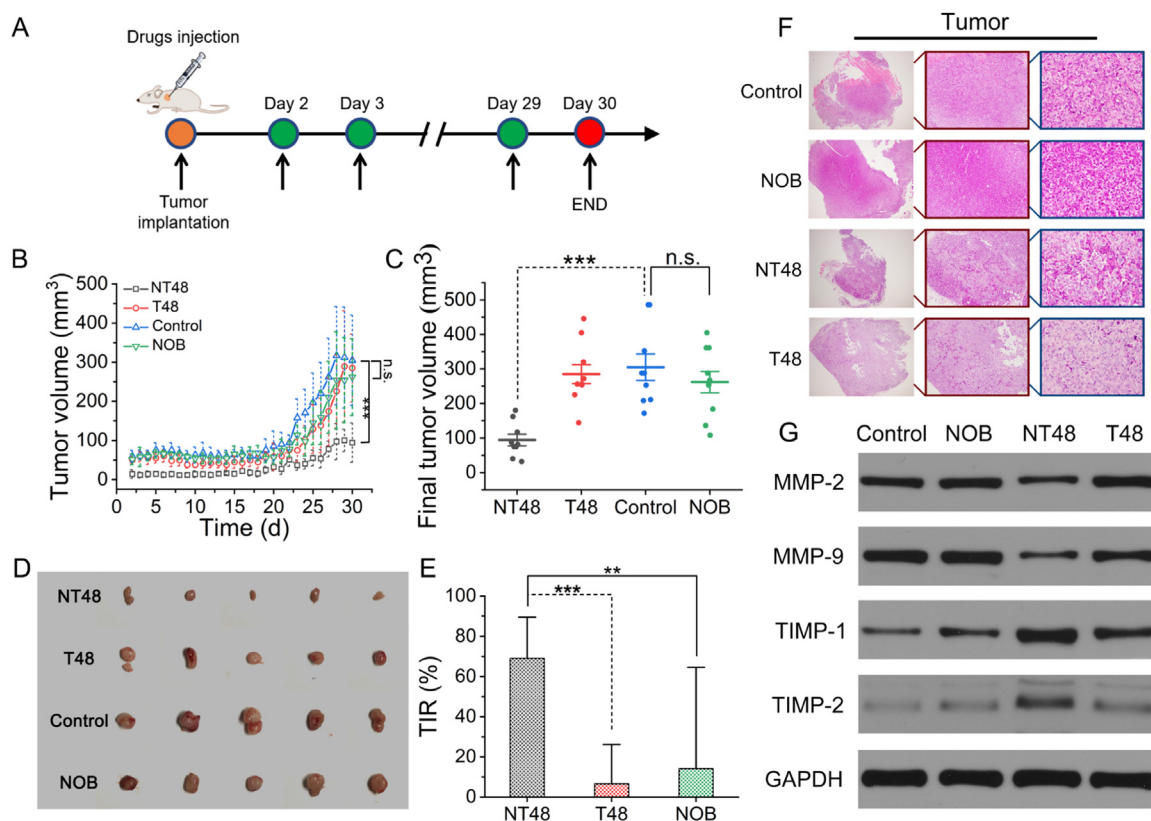 A
Drugs injection
Day 2
Day 3
Day 29
Day 30
Tumor
implantation
END
B
Tumor volume (mm³)
500
400
300
200
100
0
NT48
T48
Control
NOB
n.s.
***
0
5
10
15
20
25
30
Time (d)
C
Final tumor volume (mm³)
500
400
300
200
100
0
***
n.s.
NT48
T48
Control
NOB
D
NT48
T48
Control
NOB
E
TIR (%)
100
80
60
40
20
0
**
***
NT48
T48
NOB
F
Tumor
Control
NOB
NT48
T48
G
Control NOB NT48 T48
MMP-2
MMP-9
TIMP-1
TIMP-2
GAPDH